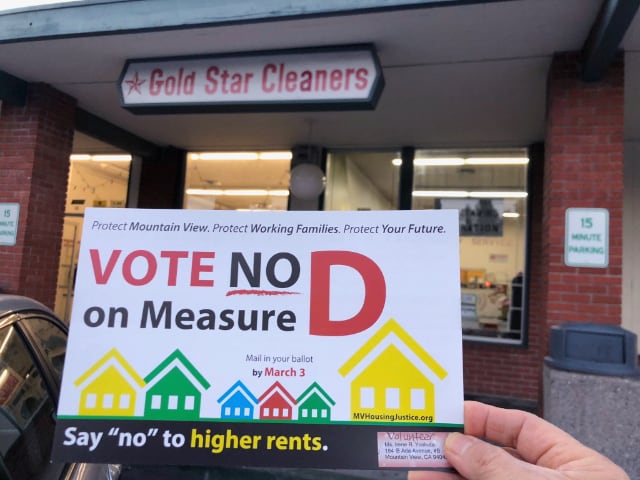 Gold Star Cleaners
15
MINUTE
PARKING
15
MINUTE
PARKING
Protect Mountain View. Protect Working Families. Protect Your Future.
VOTE NO
on Measure D
Mail in your ballot
by March 3
MVHousingJustice.org
Say “no” to higher rents.
Volunteer